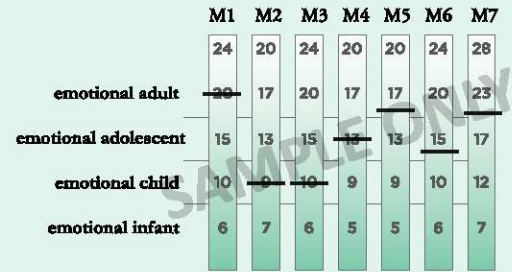 M1 M2 M3 M4 M5 M6 M7
24 20 24 20 20 24 28
emotional adult 20 17 20 17 17 20 23
emotional adolescent 15 13 15 13 13 15 17
emotional child 10 9 10 9 9 10 12
emotional infant 6 7 6 5 5 6 7
SAMPLE ONLY